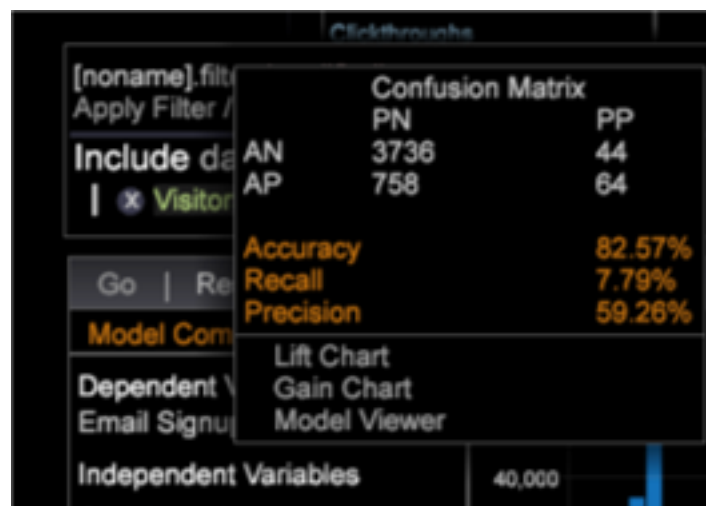 Clickthroughs
[noname].filte
Apply Filter /
Include da
x Visitor
Confusion Matrix
PN PP
AN 3736 44
AP 758 64
Accuracy 82.57%
Recall 7.79%
Precision 59.26%
Lift Chart
Gain Chart
Model Viewer
Go | Re
Model Com
Dependent V
Email Signu
Independent Variables
40,000